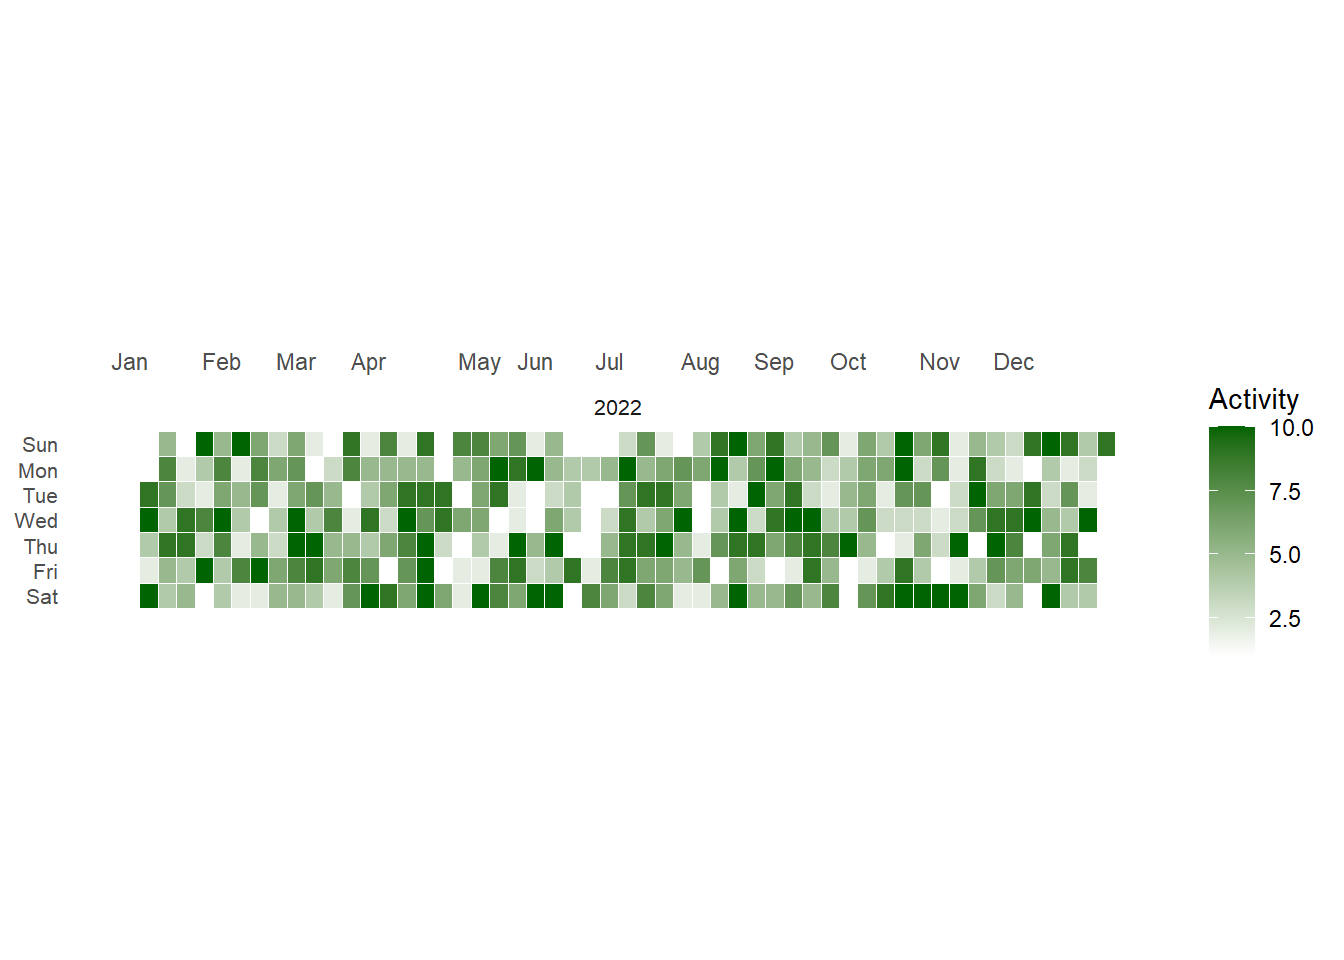 Jan Feb Mar Apr May Jun Jul Aug Sep Oct Nov Dec
2022
Sun
Mon
Tue
Wed
Thu
Fri
Sat
Activity
10.0
7.5
5.0
2.5